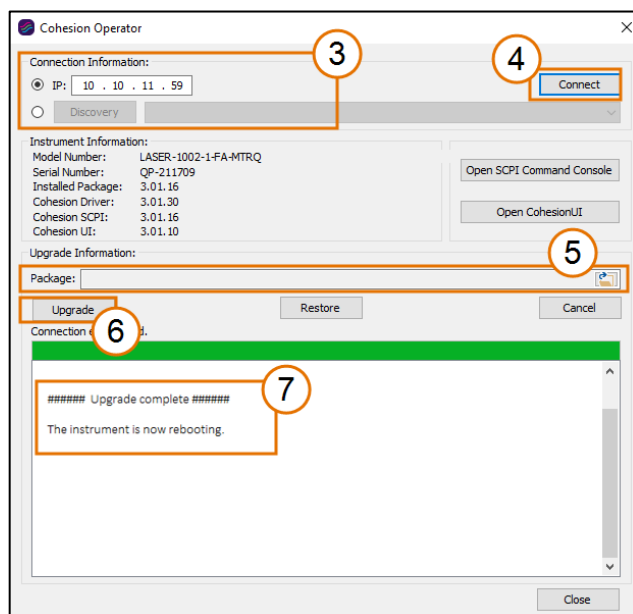 Cohesion Operator
Connection Information:
3
4
IP: 10 . 10 . 11 . 59
Connect
Discovery
Instrument Information:
Model Number: LASER-1002-1-FA-MTRQ
Serial Number: QP-211709
Installed Package: 3.01.16
Cohesion Driver: 3.01.30
Cohesion SCPI: 3.01.16
Cohesion UI: 3.01.10
Open SCPI Command Console
Open CohesionUI
Upgrade Information:
5
Package:
Upgrade
Restore
Cancel
6
Connection e d.
7
###### Upgrade complete ######
The instrument is now rebooting.
Close